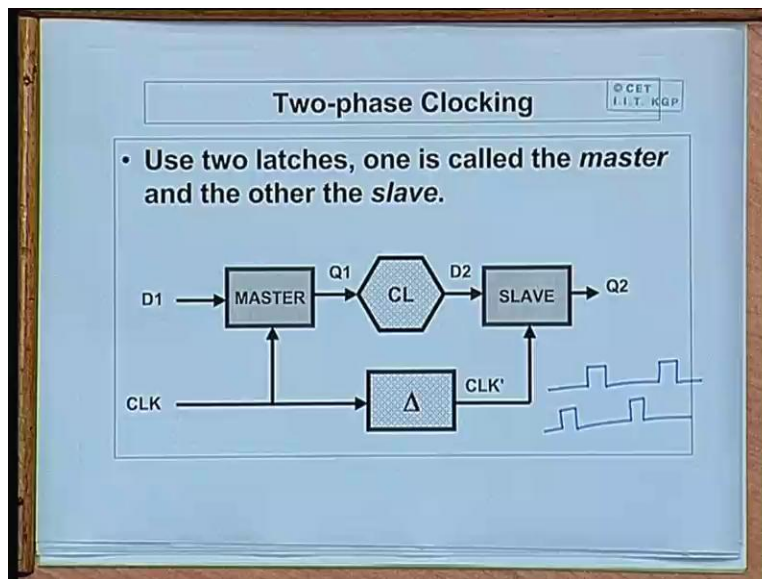 Two-phase Clocking
© CET
I.I.T. KGP
• Use two latches, one is called the master
and the other the slave.
D1
MASTER
Q1
CL
D2
SLAVE
Q2
CLK
Δ
CLK'